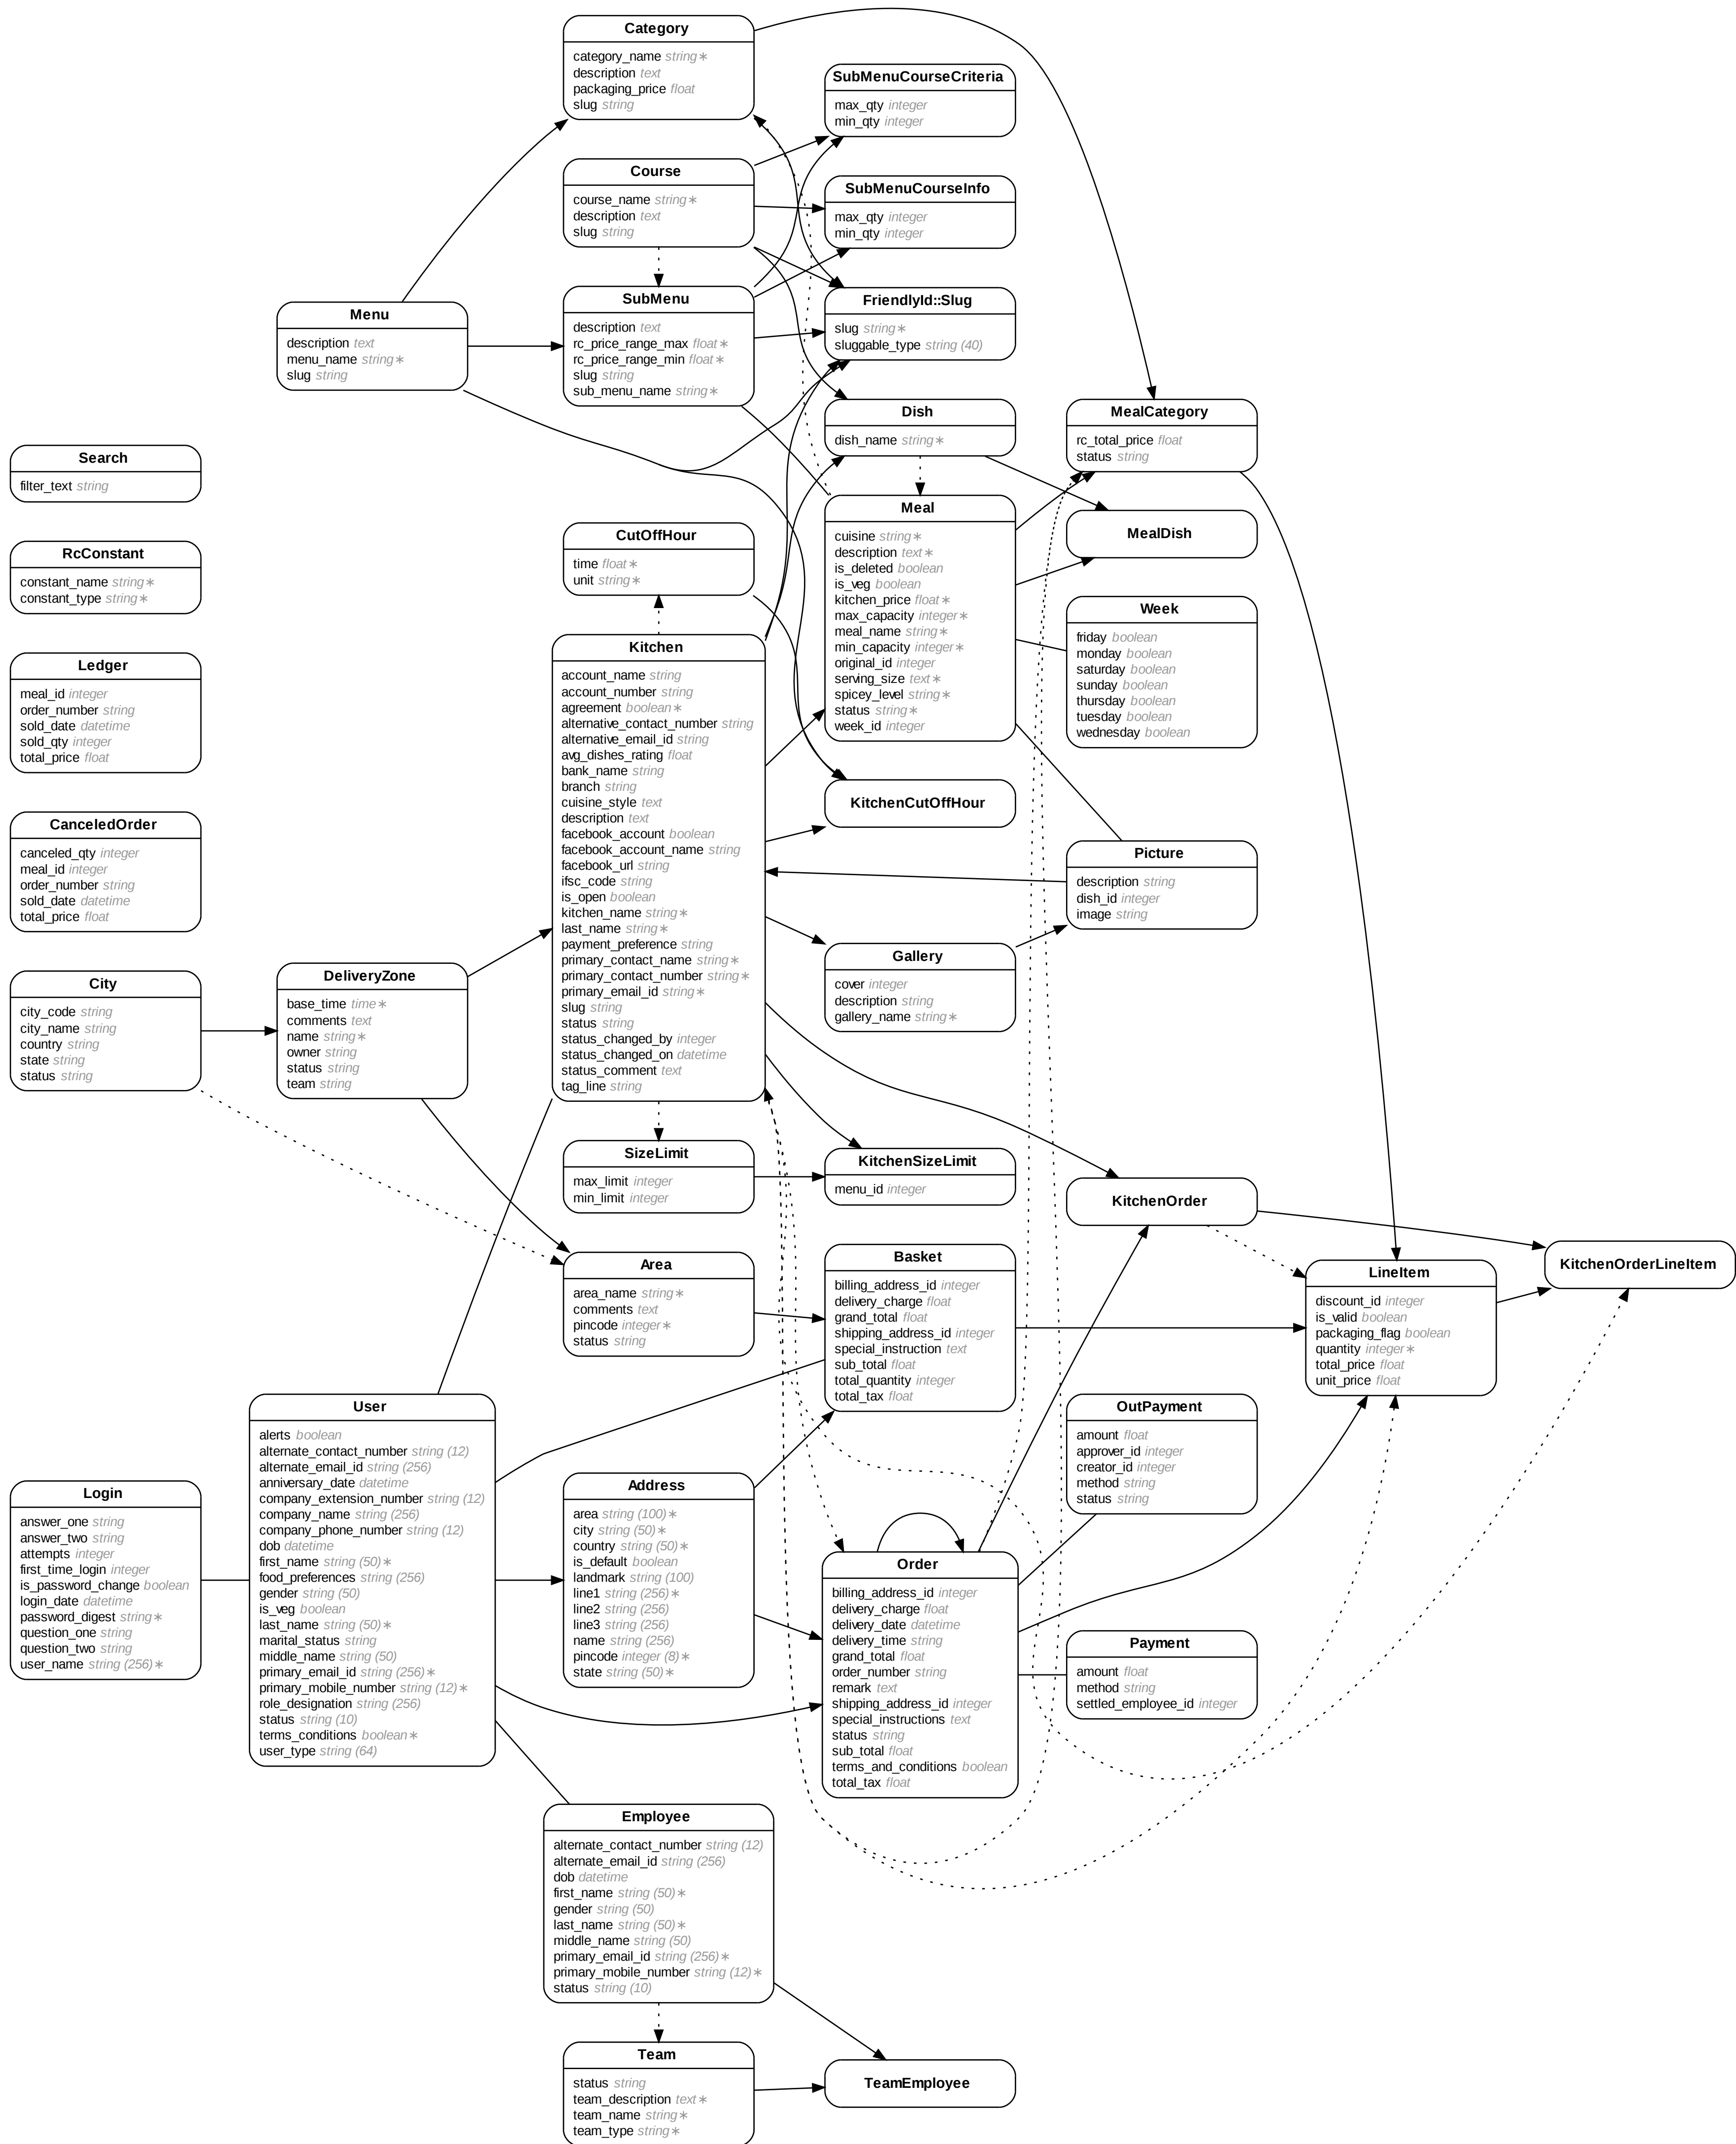 Category
category_name string∗
description text
packaging_price float
slug string
SubMenuCourseCriteria
max_qty integer
min_qty integer
Course
course_name string∗
description text
slug string
SubMenuCourseInfo
max_qty integer
min_qty integer
Menu
description text
menu_name string∗
slug string
SubMenu
description text
rc_price_range_max float∗
rc_price_range_min float∗
slug string
sub_menu_name string∗
FriendlyId::Slug
slug string∗
sluggable_type string (40)
Dish
dish_name string∗
MealCategory
rc_total_price float
status string
Search
filter_text string
RcConstant
constant_name string∗
constant_type string∗
Ledger
meal_id integer
order_number string
sold_date datetime
sold_qty integer
total_price float
CanceledOrder
canceled_qty integer
meal_id integer
order_number string
sold_date datetime
total_price float
CutOffHour
time float∗
unit string∗
Meal
cuisine string∗
description text∗
is_deleted boolean
is_veg boolean
kitchen_price float∗
max_capacity integer∗
meal_name string∗
min_capacity integer∗
original_id integer
serving_size text∗
spicey_level string∗
status string∗
week_id integer
MealDish
Week
friday boolean
monday boolean
saturday boolean
sunday boolean
thursday boolean
tuesday boolean
wednesday boolean
Kitchen
account_name string
account_number string
agreement boolean∗
alternative_contact_number string
alternative_email_id string
avg_dishes_rating float
bank_name string
branch string
cuisine_style text
description text
facebook_account boolean
facebook_account_name string
facebook_url string
ifsc_code string
is_open boolean
kitchen_name string∗
last_name string∗
payment_preference string
primary_contact_name string∗
primary_contact_number string∗
primary_email_id string∗
slug string
status string
status_changed_by integer
status_changed_on datetime
status_comment text
tag_line string
KitchenCutOffHour
Picture
description string
dish_id integer
image string
Gallery
cover integer
description string
gallery_name string∗
City
city_code string
city_name string
country string
state string
status string
DeliveryZone
base_time time∗
comments text
name string∗
owner string
status string
team string
SizeLimit
max_limit integer
min_limit integer
KitchenSizeLimit
menu_id integer
KitchenOrder
KitchenOrderLineItem
Area
area_name string∗
comments text
pincode integer∗
status string
Basket
billing_address_id integer
delivery_charge float
grand_total float
shipping_address_id integer
special_instruction text
sub_total float
total_quantity integer
total_tax float
LineItem
discount_id integer
is_valid boolean
packaging_flag boolean
quantity integer∗
total_price float
unit_price float
Login
answer_one string
answer_two string
attempts integer
first_time_login integer
is_password_change boolean
login_date datetime
password_digest string∗
question_one string
question_two string
user_name string (256)∗
User
alerts boolean
alternate_contact_number string (12)
alternate_email_id string (256)
anniversary_date datetime
company_extension_number string (12)
company_name string (256)
company_phone_number string (12)
dob datetime
first_name string (50)∗
food_preferences string (256)
gender string (50)
is_veg boolean
last_name string (50)∗
marital_status string
middle_name string (50)
primary_email_id string (256)∗
primary_mobile_number string (12)∗
role_designation string (256)
status string (10)
terms_conditions boolean∗
user_type string (64)
Address
area string (100)∗
city string (50)∗
country string (50)∗
is_default boolean
landmark string (100)
line1 string (256)∗
line2 string (256)
line3 string (256)
name string (256)
pincode integer (8)∗
state string (50)∗
Order
billing_address_id integer
delivery_charge float
delivery_date datetime
delivery_time string
grand_total float
order_number string
remark text
shipping_address_id integer
special_instructions text
status string
sub_total float
terms_and_conditions boolean
total_tax float
OutPayment
amount float
approver_id integer
creator_id integer
method string
status string
Payment
amount float
method string
settled_employee_id integer
Employee
alternate_contact_number string (12)
alternate_email_id string (256)
dob datetime
first_name string (50)∗
gender string (50)
last_name string (50)∗
middle_name string (50)
primary_email_id string (256)∗
primary_mobile_number string (12)∗
status string (10)
Team
status string
team_description text∗
team_name string∗
team_type string∗
TeamEmployee